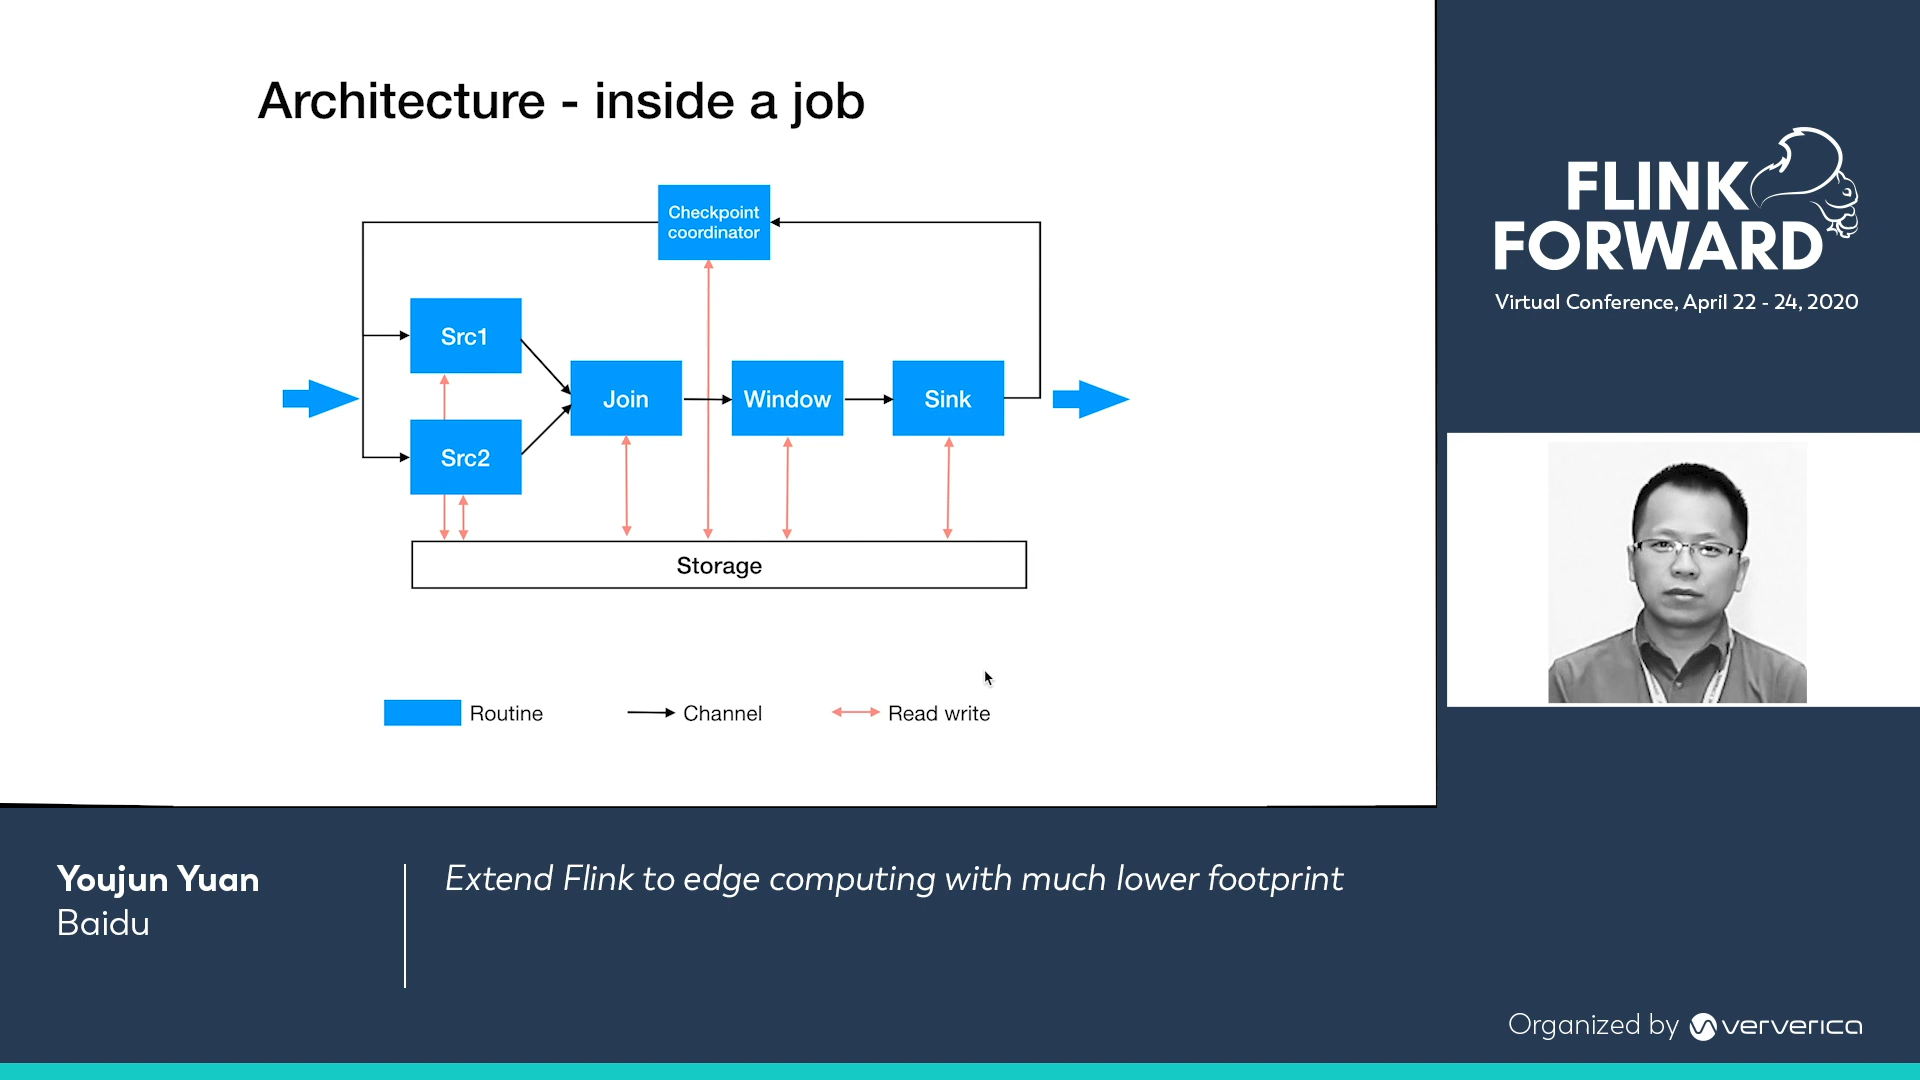 Architecture - inside a job
Checkpoint
coordinator
Src1
Src2
Join
Window
Sink
Storage
Routine
Channel
Read write
FLINK
FORWARD
Virtual Conference, April 22 - 24, 2020
Youjun Yuan
Baidu
Extend Flink to edge computing with much lower footprint
Organized by ververica